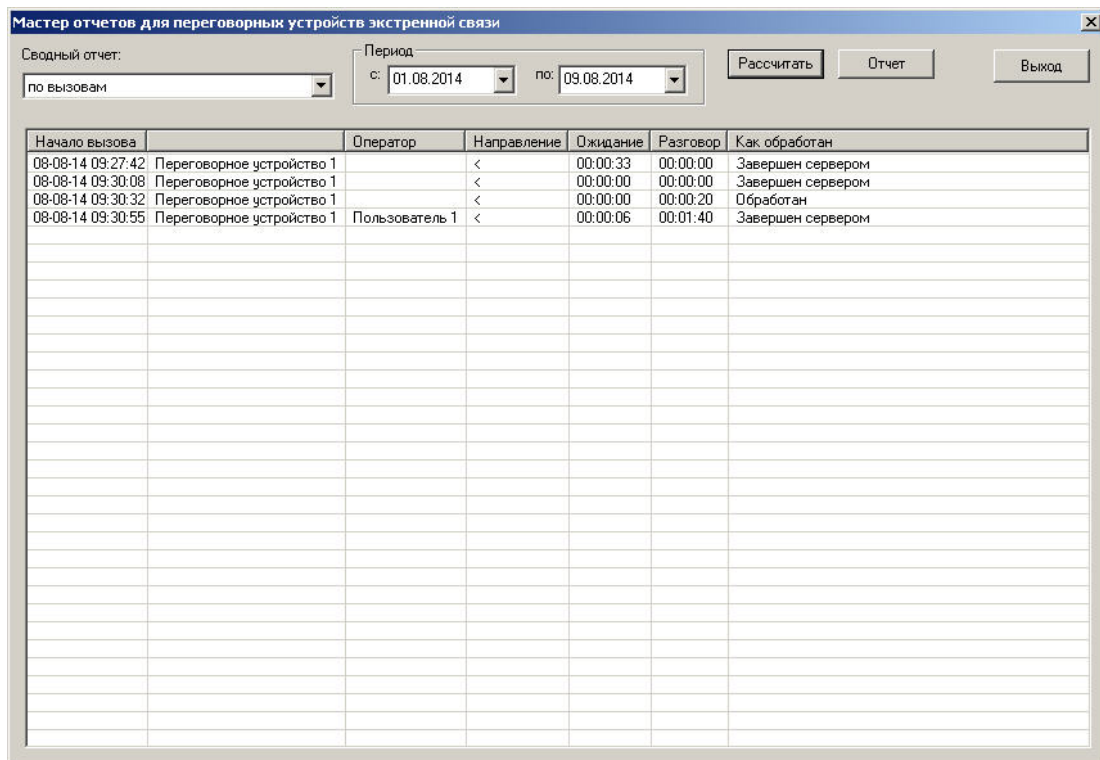 Мастер отчетов для переговорных устройств экстренной связи
Сводный отчет:
по вызовам
Период
с: 01.08.2014 по: 09.08.2014
Рассчитать Отчет Выход
Начало вызова Оператор Направление Ожидание Разговор Как обработан
08-08-14 09:27:42 Переговорное устройство 1 < 00:00:33 00:00:00 Завершен сервером
08-08-14 09:30:08 Переговорное устройство 1 < 00:00:00 00:00:00 Завершен сервером
08-08-14 09:30:32 Переговорное устройство 1 < 00:00:00 00:00:20 Обработан
08-08-14 09:30:55 Переговорное устройство 1 Пользователь 1 < 00:00:06 00:01:40 Завершен сервером